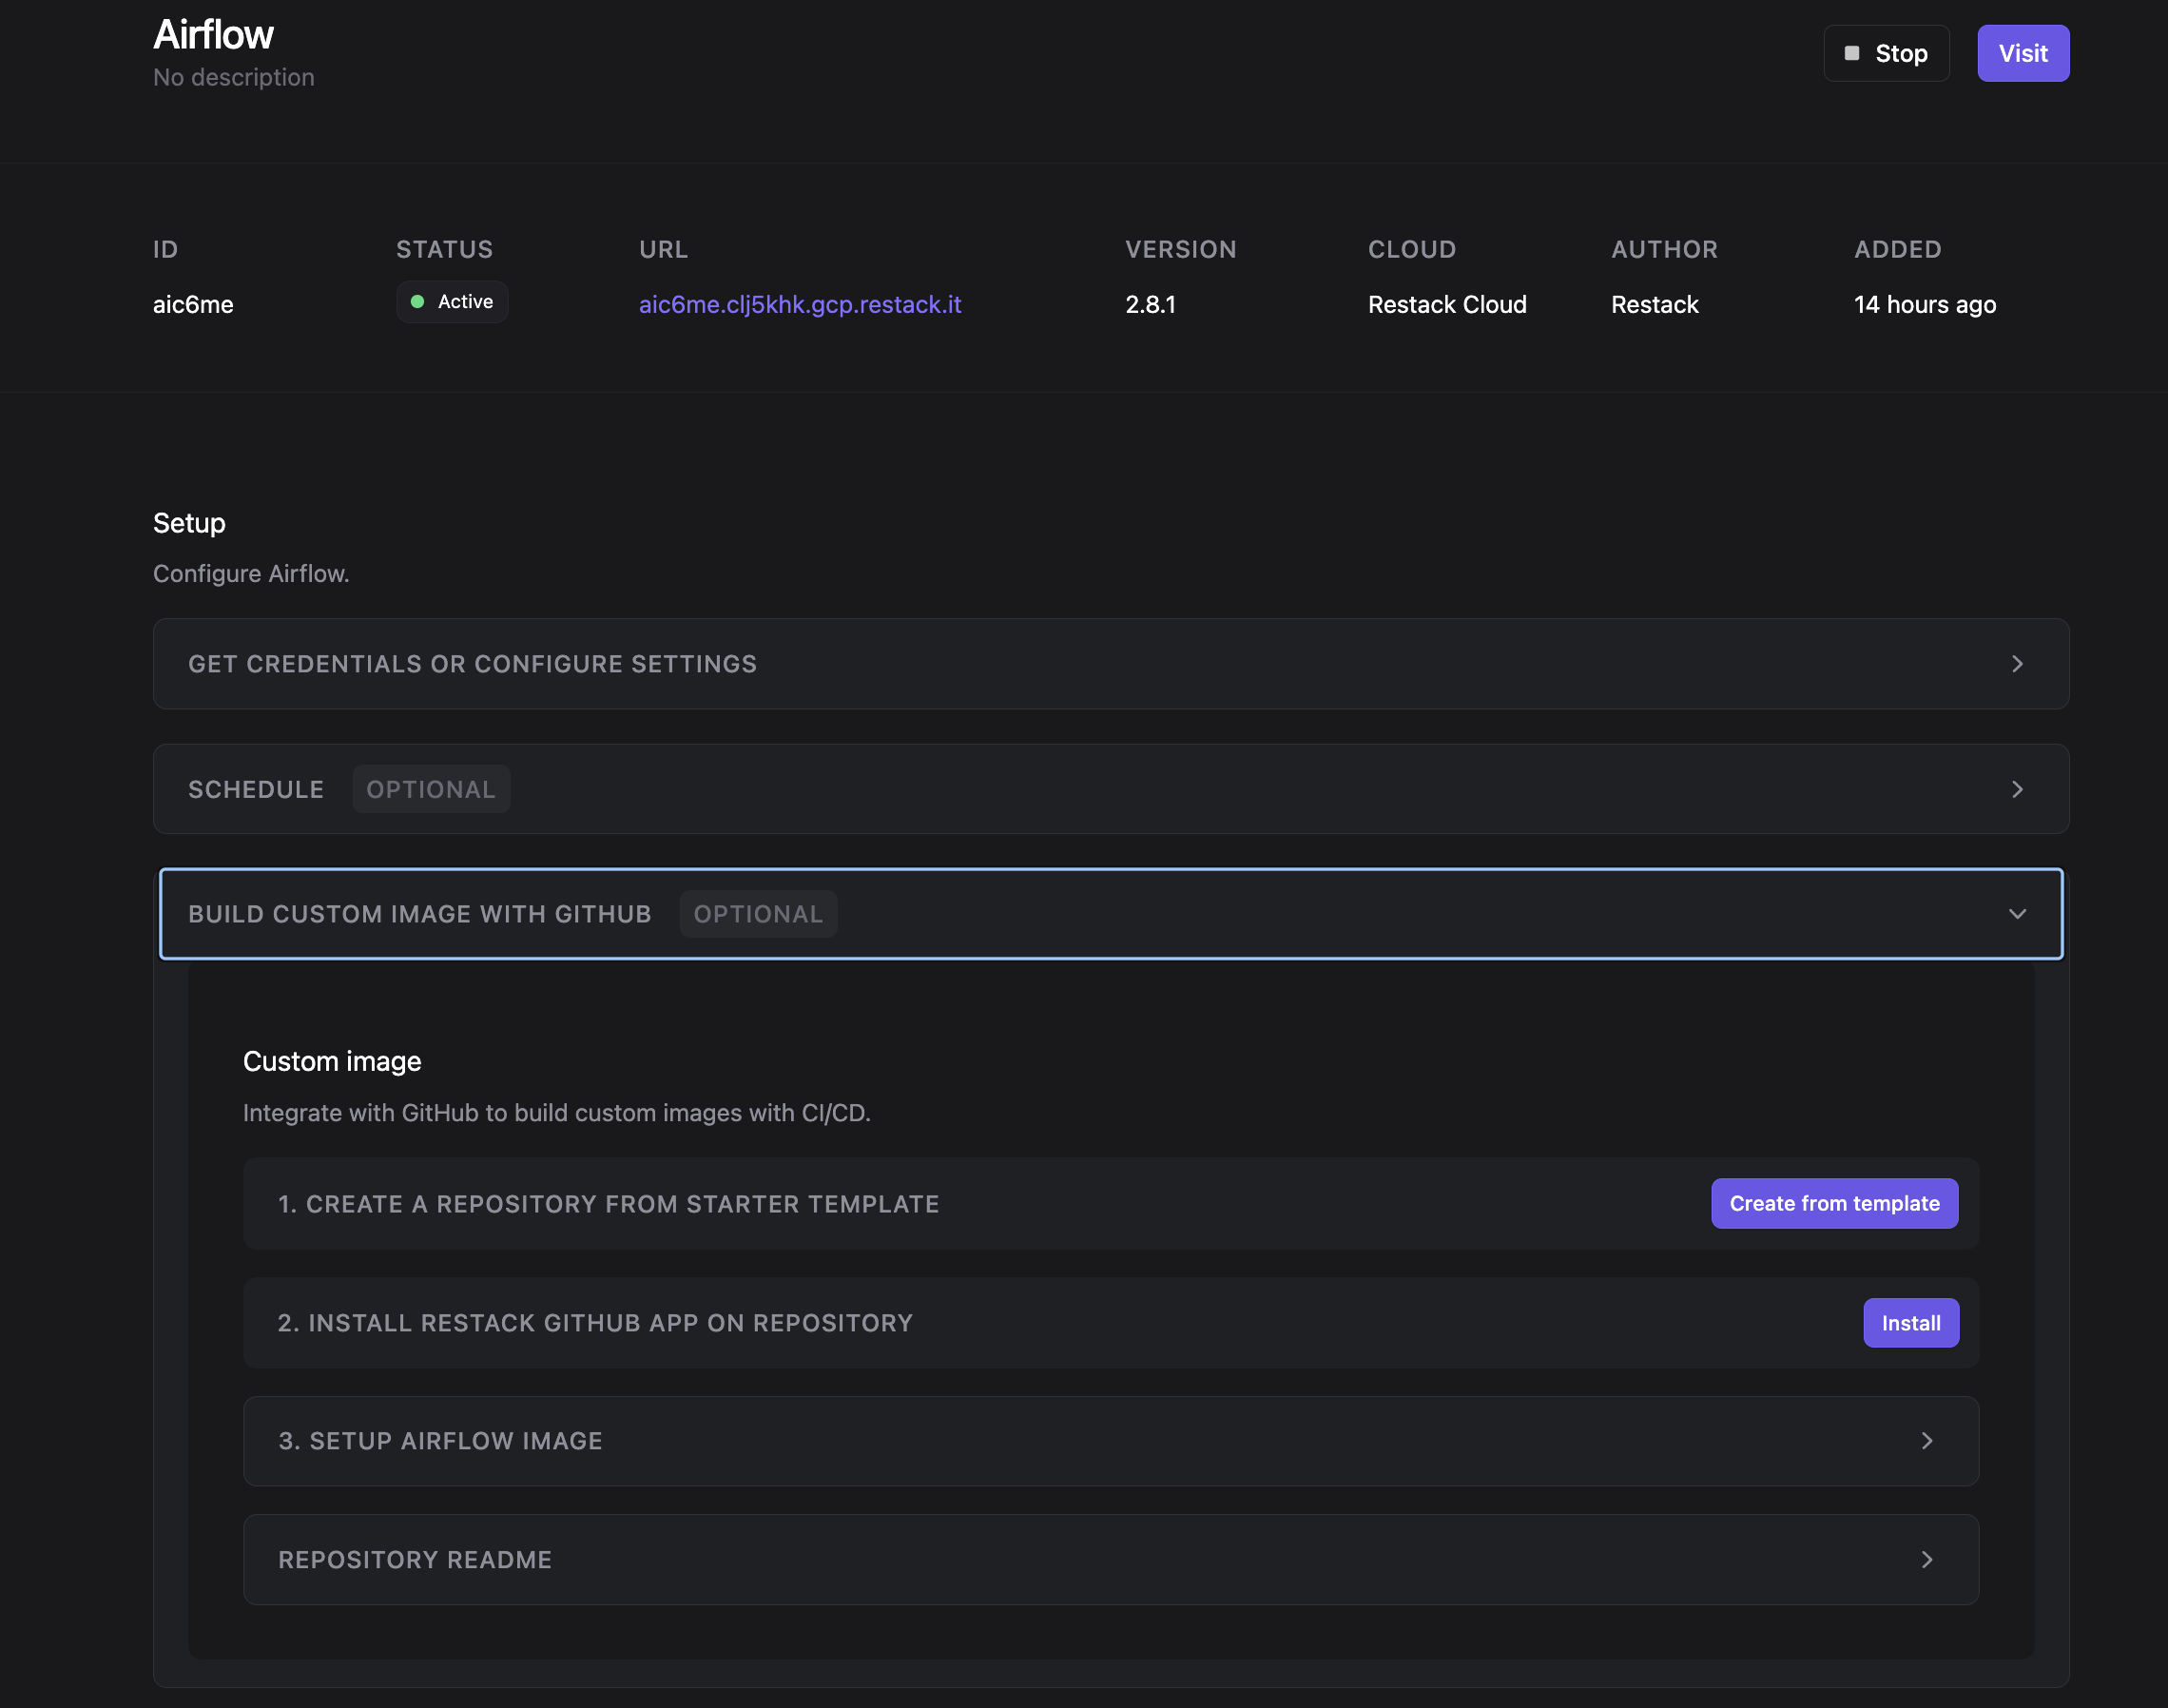 Airflow
No description
Stop
Visit
ID
STATUS
URL
VERSION
CLOUD
AUTHOR
ADDED
aic6me
Active
aic6me.clj5khk.gcp.restack.it
2.8.1
Restack Cloud
Restack
14 hours ago
Setup
Configure Airflow.
GET CREDENTIALS OR CONFIGURE SETTINGS
SCHEDULE OPTIONAL
BUILD CUSTOM IMAGE WITH GITHUB OPTIONAL
Custom image
Integrate with GitHub to build custom images with CI/CD.
1. CREATE A REPOSITORY FROM STARTER TEMPLATE
Create from template
2. INSTALL RESTACK GITHUB APP ON REPOSITORY
Install
3. SETUP AIRFLOW IMAGE
REPOSITORY README